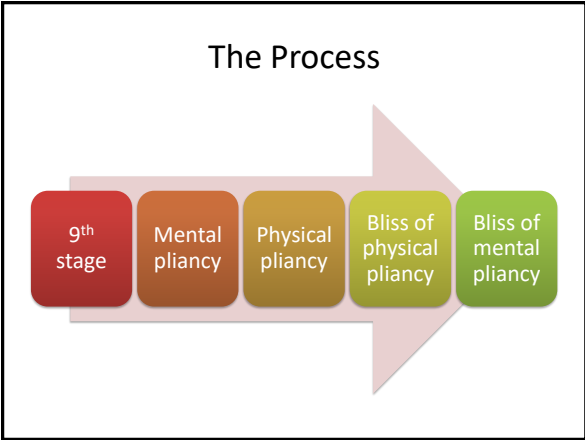 The Process
9th
stage
Mental
pliancy
Physical
pliancy
Bliss of
physical
pliancy
Bliss of
mental
pliancy